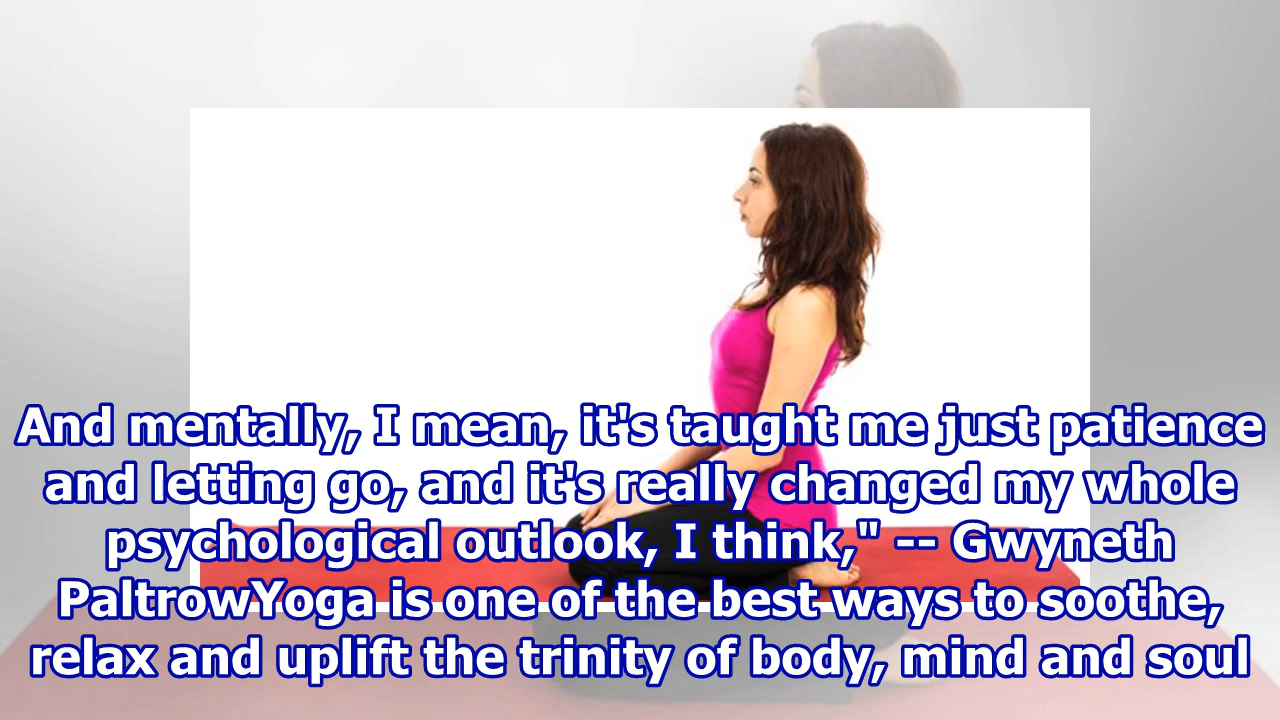 And mentally, I mean, it's taught me just patience
and letting go, and it's really changed my whole
psychological outlook, I think," -- Gwyneth
PaltrowYoga is one of the best ways to soothe,
relax and uplift the trinity of body, mind and soul